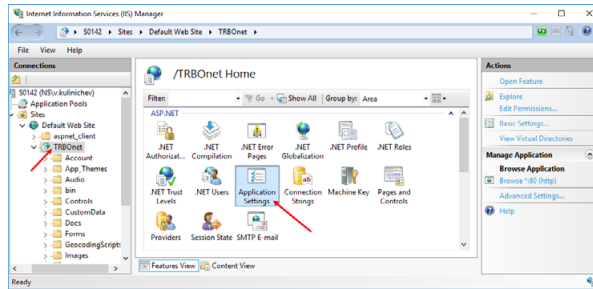 Internet Information Services (IIS) Manager
S0142 ▸ Sites ▸ Default Web Site ▸ TRBOnet ▸
File View Help
Connections
S0142 (NS\v.kulinichev)
Application Pools
Sites
Default Web Site
aspnet_client
TRBOnet
Account
App_Themes
Audio
bin
Controls
CustomData
Docs
Forms
GeocodingScripts
Images
/TRBOnet Home
Filter: Go Show All Group by: Area
ASP.NET
.NET Authorizat...
.NET Compilation
.NET Error Pages
.NET Globalization
.NET Profile
.NET Roles
.NET Trust Levels
.NET Users
Application Settings
Connection Strings
Machine Key
Pages and Controls
Providers
Session State
SMTP E-mail
Features View Content View
Actions
Open Feature
Explore
Edit Permissions...
Basic Settings...
View Virtual Directories
Manage Application
Browse Application
Browse *:80 (http)
Advanced Settings...
Help
Ready